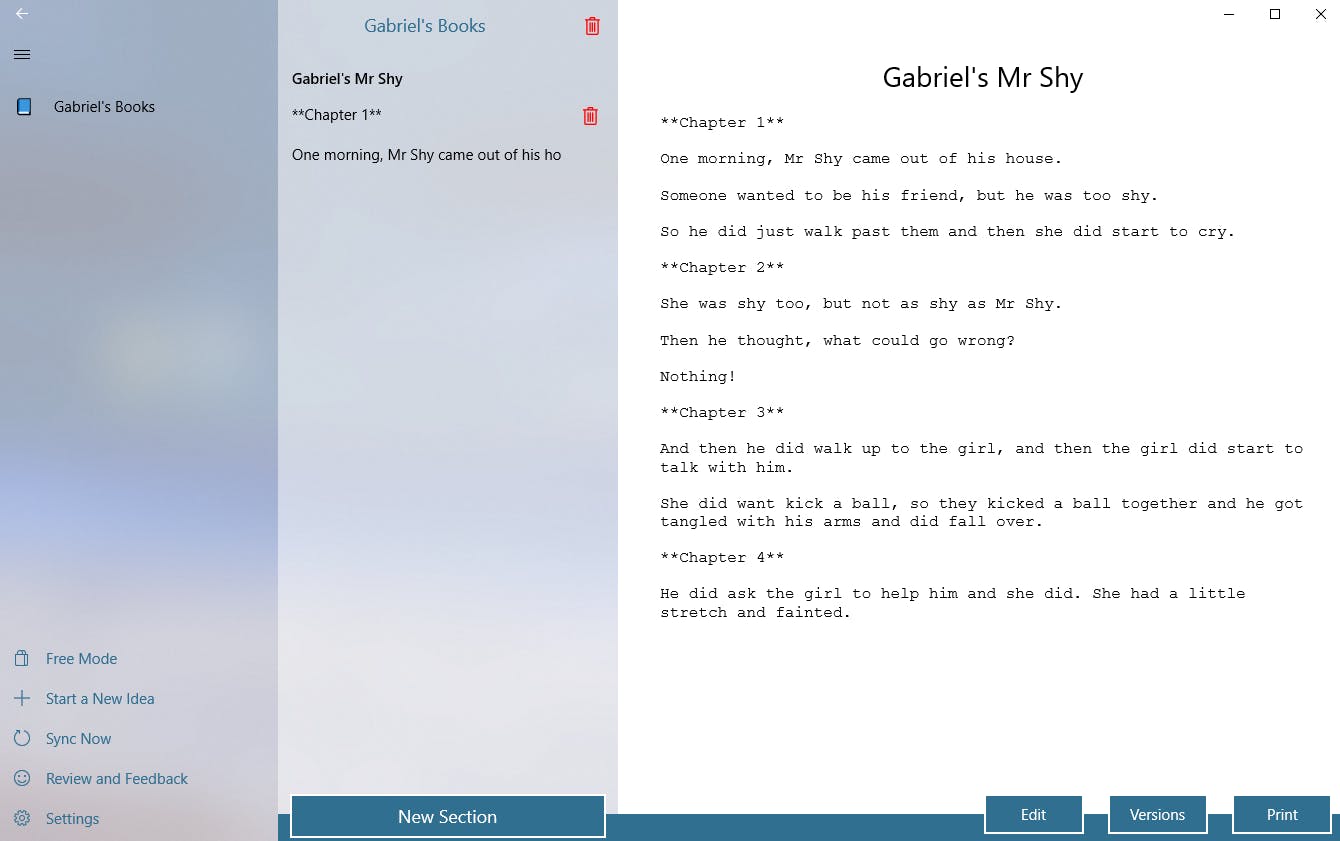 Gabriel's Books
Gabriel's Books
Gabriel's Mr Shy
**Chapter 1**
One morning, Mr Shy came out of his ho
Gabriel's Mr Shy
**Chapter 1**
One morning, Mr Shy came out of his house.
Someone wanted to be his friend, but he was too shy.
So he did just walk past them and then she did start to cry.
**Chapter 2**
She was shy too, but not as shy as Mr Shy.
Then he thought, what could go wrong?
Nothing!
**Chapter 3**
And then he did walk up to the girl, and then the girl did start to
talk with him.
She did want kick a ball, so they kicked a ball together and he got
tangled with his arms and did fall over.
**Chapter 4**
He did ask the girl to help him and she did. She had a little
stretch and fainted.
Free Mode
Start a New Idea
Sync Now
Review and Feedback
Settings
New Section
Edit
Versions
Print